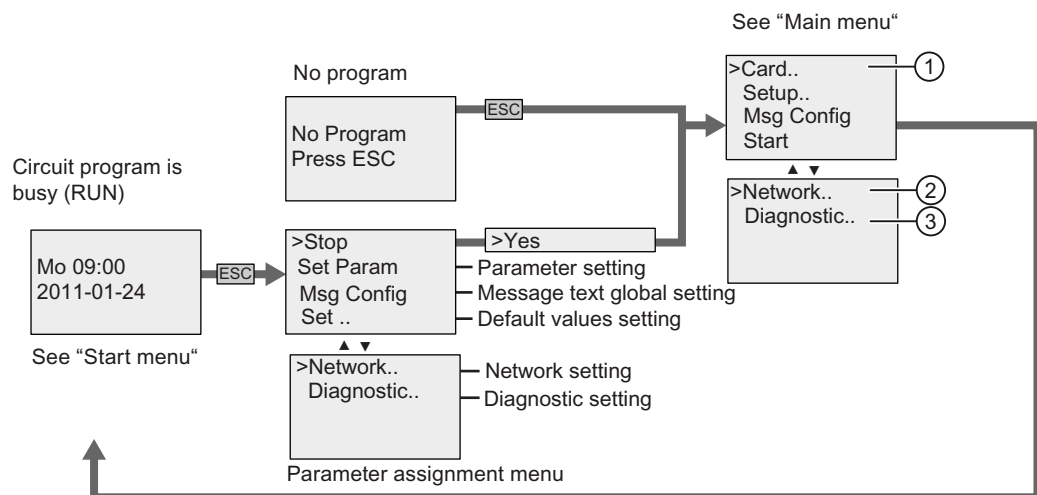 See “Main menu“
>Card..
Setup..
Msg Config
Start
1
▲ ▼
>Network..
Diagnostic..
2
3
No program
No Program
Press ESC
ESC
Circuit program is
busy (RUN)
Mo 09:00
2011-01-24
See “Start menu“
ESC
>Stop
Set Param
Msg Config
Set ..
>Yes
Parameter setting
Message text global setting
Default values setting
▲ ▼
>Network..
Diagnostic..
Network setting
Diagnostic setting
Parameter assignment menu